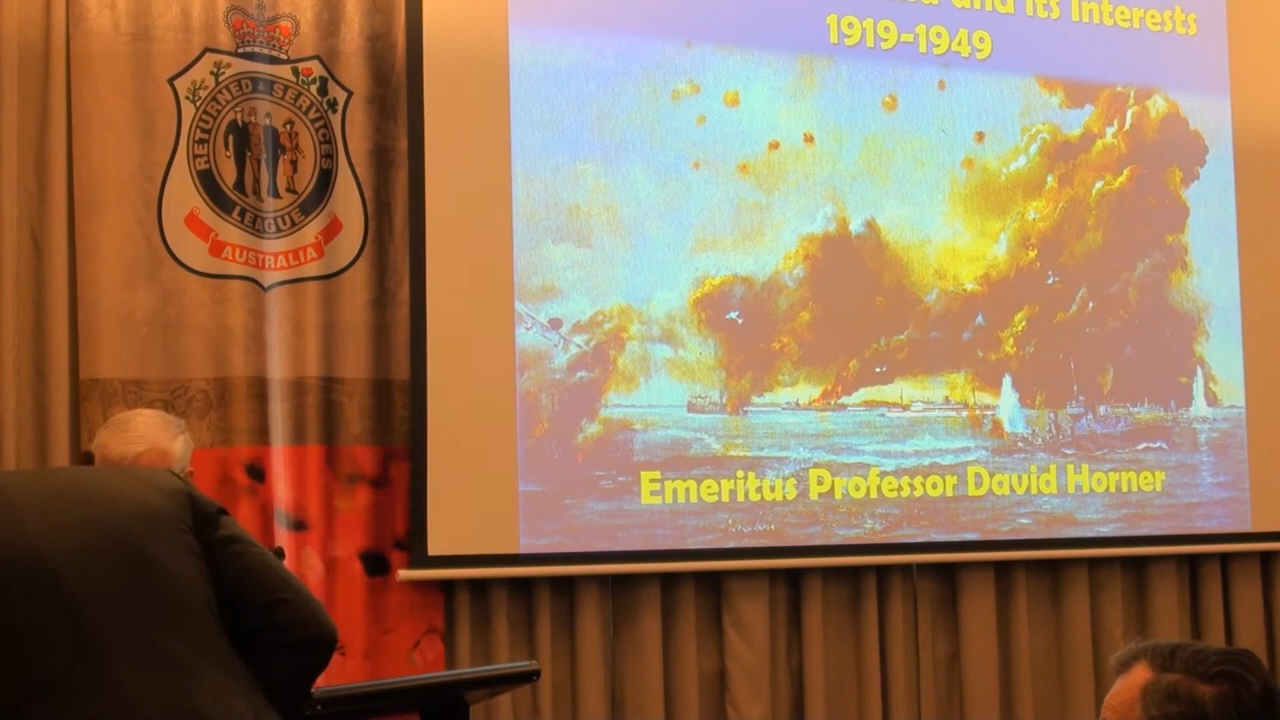 RETURNED & SERVICES
LEAGUE
AUSTRALIA
and its Interests
1919-1949
Emeritus Professor David Horner